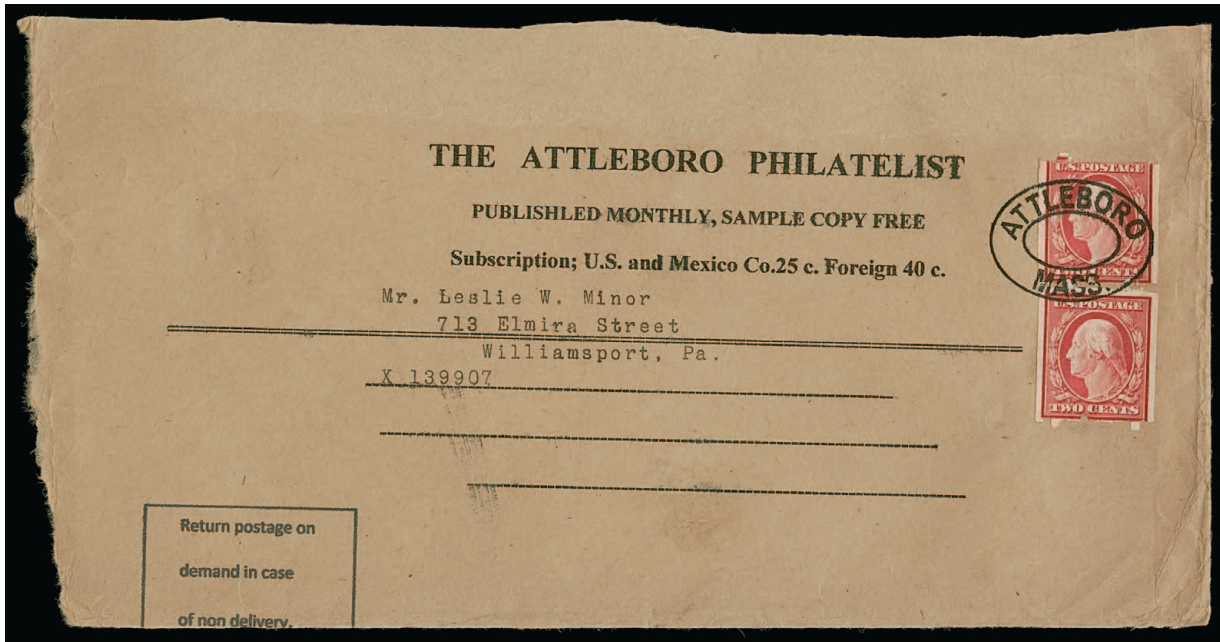 THE ATTLEBORO PHILATELIST
PUBLISHLED MONTHLY, SAMPLE COPY FREE
Subscription; U.S. and Mexico Co.25 c. Foreign 40 c.
Mr. Leslie W. Minor
713 Elmira Street
Williamsport, Pa.
X 139907
U.S. POSTAGE
TWO CENTS
ATTLEBORO
MASS.
U.S. POSTAGE
TWO CENTS
Return postage on
demand in case
of non delivery.